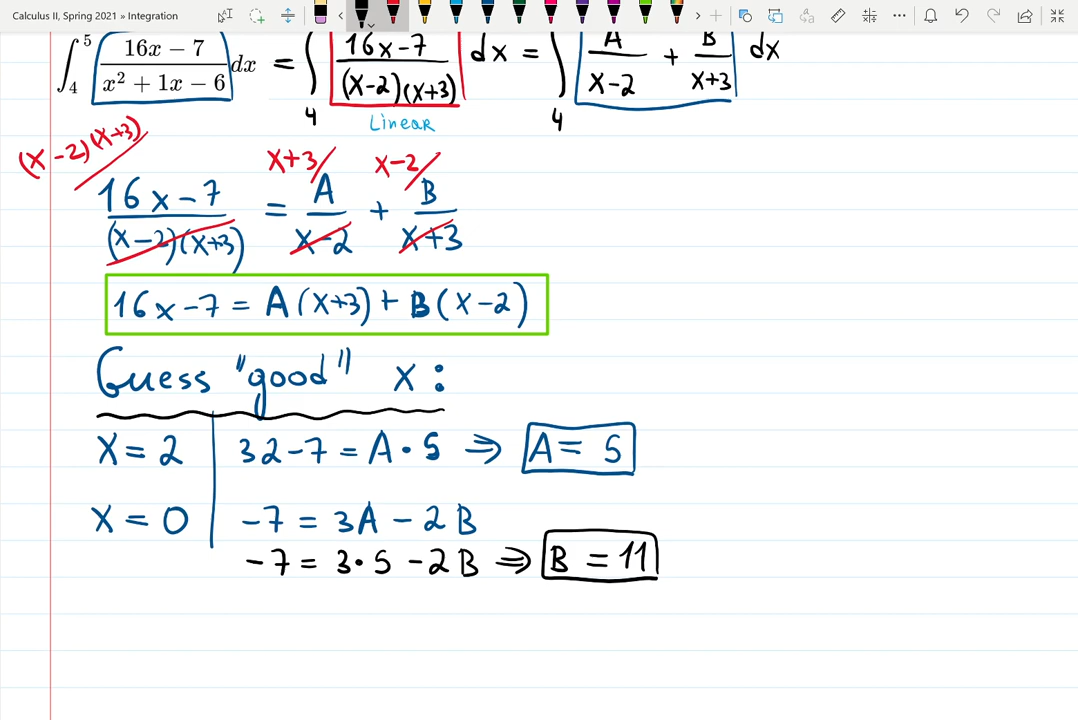 Calculus II, Spring 2021 » Integration
∫₄⁵ (16x − 7)/(x² + 1x − 6) dx = ∫₄ (16x−7)/((x−2)(x+3)) dx = ∫₄ A/(x−2) + B/(x+3) dx
Linear
(x−2)(x+3) x+3 x−2
(16x−7)/((x−2)(x+3)) = A/(x−2) + B/(x+3)
16x−7 = A(x+3) + B(x−2)
Guess "good" x:
x = 2 | 32−7 = A•5 ⇒ A = 5
x = 0 | −7 = 3A − 2B
−7 = 3•5 − 2B ⇒ B = 11